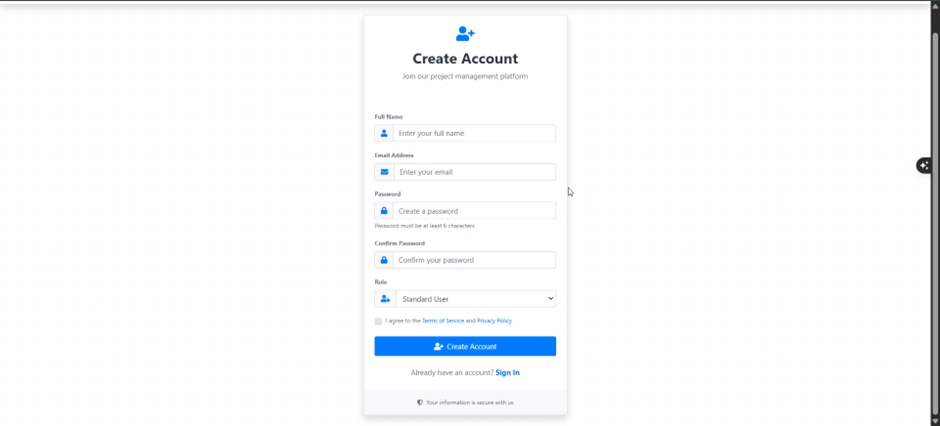 Create Account
Join our project management platform
Full Name
Enter your full name
Email Address
Enter your email
Password
Create a password
Password must be at least 6 characters
Confirm Password
Confirm your password
Role
Standard User
I agree to the Terms of Service and Privacy Policy
Create Account
Already have an account? Sign In
Your information is secure with us